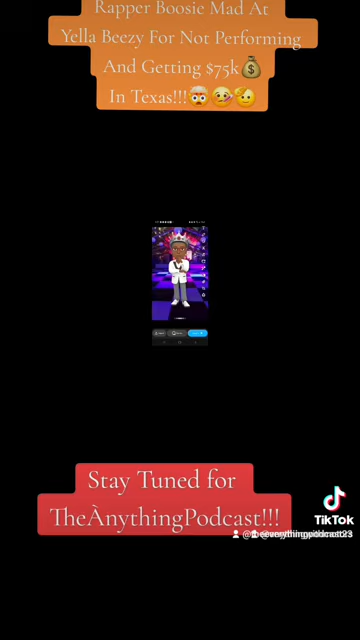 Rapper Boosie Mad At
Yella Beezy For Not Performing
And Getting $75k💰
In Texas!!!🤯🤒🤕
Stay Tuned for
TheÀnythingPodcast!!!
TikTok